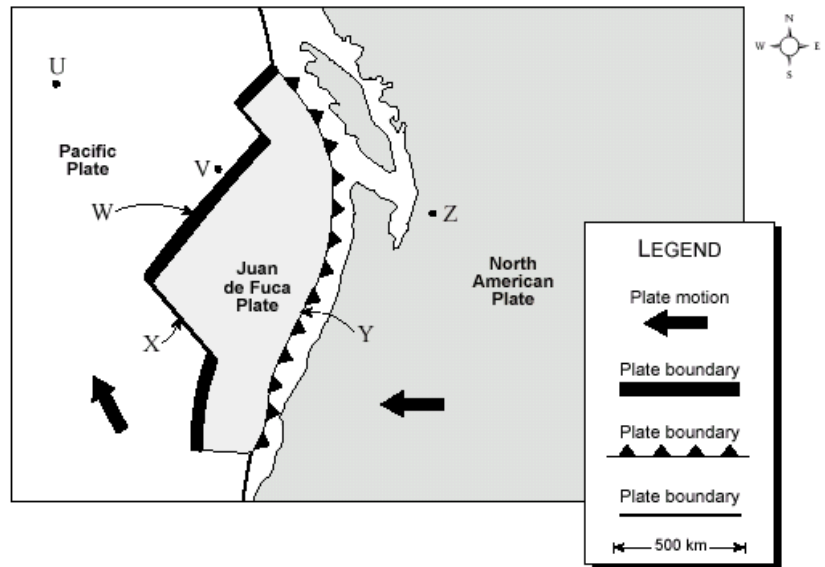 N
W E
S
U
Pacific
Plate
V
W
Z
Juan
de Fuca
Plate
North
American
Plate
X
Y
LEGEND
Plate motion
Plate boundary
Plate boundary
Plate boundary
500 km